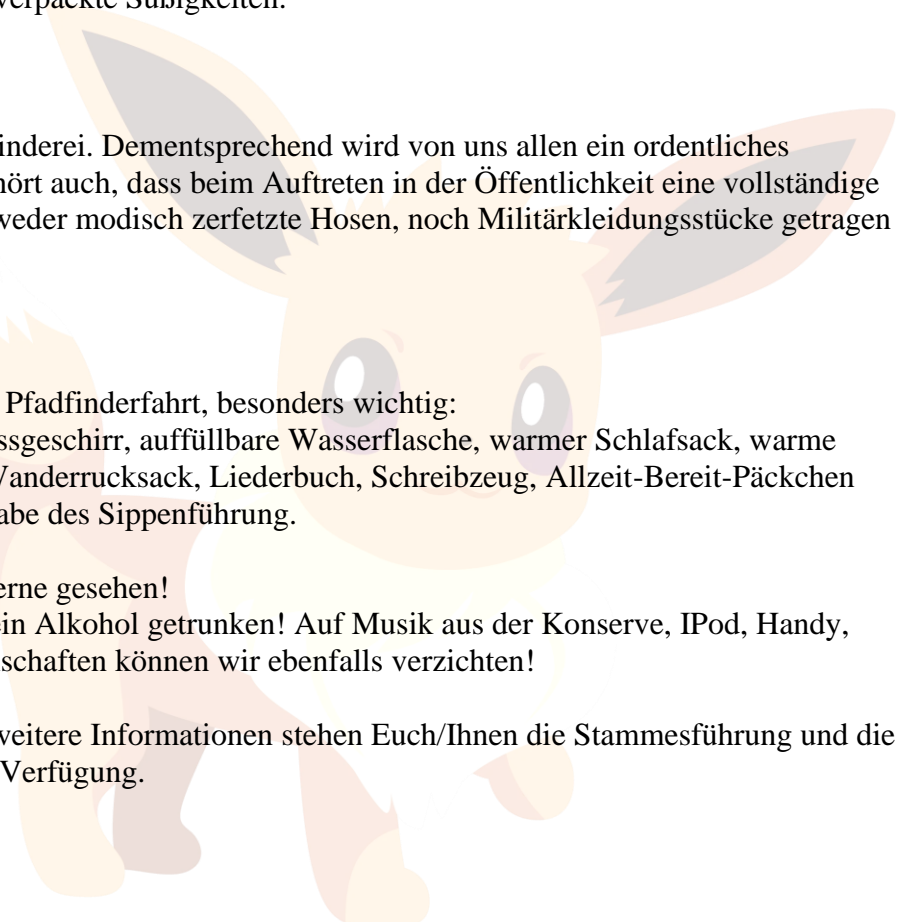 verpackte Süßigkeiten.
inderei. Dementsprechend wird von uns allen ein ordentliches
hört auch, dass beim Auftreten in der Öffentlichkeit eine vollständige
weder modisch zerfetzte Hosen, noch Militärkleidungsstücke getragen
Pfadfinderfahrt, besonders wichtig:
ssgeschirr, auffüllbare Wasserflasche, warmer Schlafsack, warme
Wanderrucksack, Liederbuch, Schreibzeug, Allzeit-Bereit-Päckchen
abe des Sippenführung.
erne gesehen!
ein Alkohol getrunken! Auf Musik aus der Konserve, IPod, Handy,
schaften können wir ebenfalls verzichten!
weitere Informationen stehen Euch/Ihnen die Stammesführung und die
Verfügung.